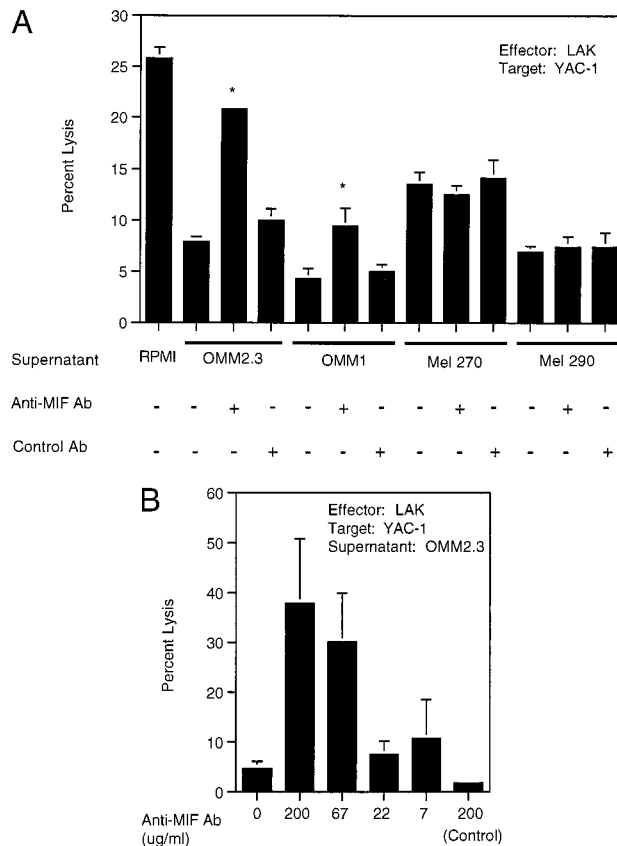 A
30
25
20
15
10
5
0
Percent Lysis
Effector: LAK
Target: YAC-1
*
*
Supernatant RPMI OMM2.3 OMM1 Mel 270 Mel 290
Anti-MIF Ab - - + - - + - - + - - + -
Control Ab - - - + - - + - - + - - +
B
60
50
40
30
20
10
0
Percent Lysis
Effector: LAK
Target: YAC-1
Supernatant: OMM2.3
0 200 67 22 7 200
Anti-MIF Ab (Control)
(ug/ml)